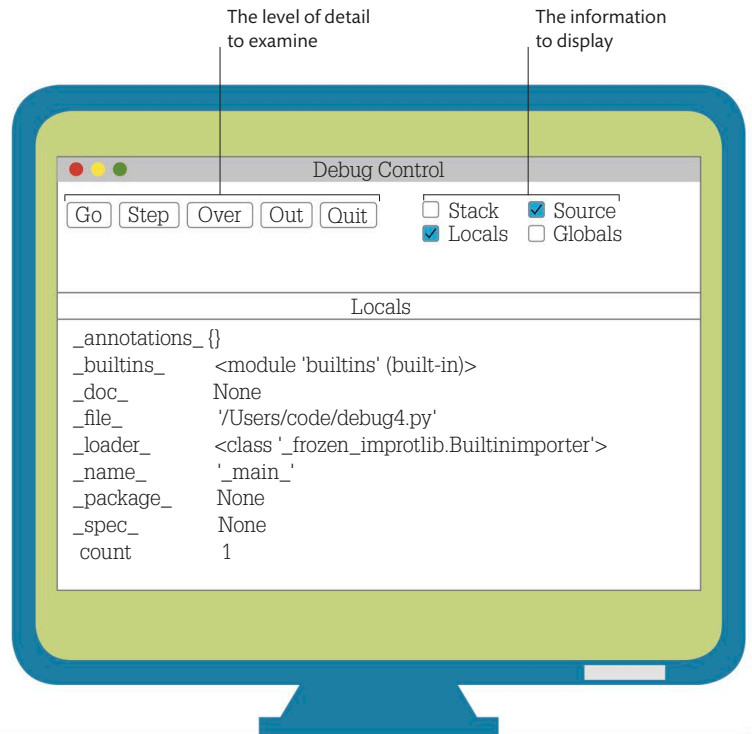 The level of detail
to examine
The information
to display
Debug Control
Go Step Over Out Quit
Stack Source
Locals Globals
Locals
_annotations_ {}
_builtins_ <module 'builtins' (built-in)>
_doc_ None
_file_ '/Users/code/debug4.py'
_loader_ <class '_frozen_improtlib.Builtinimporter'>
_name_ '_main_'
_package_ None
_spec_ None
count 1